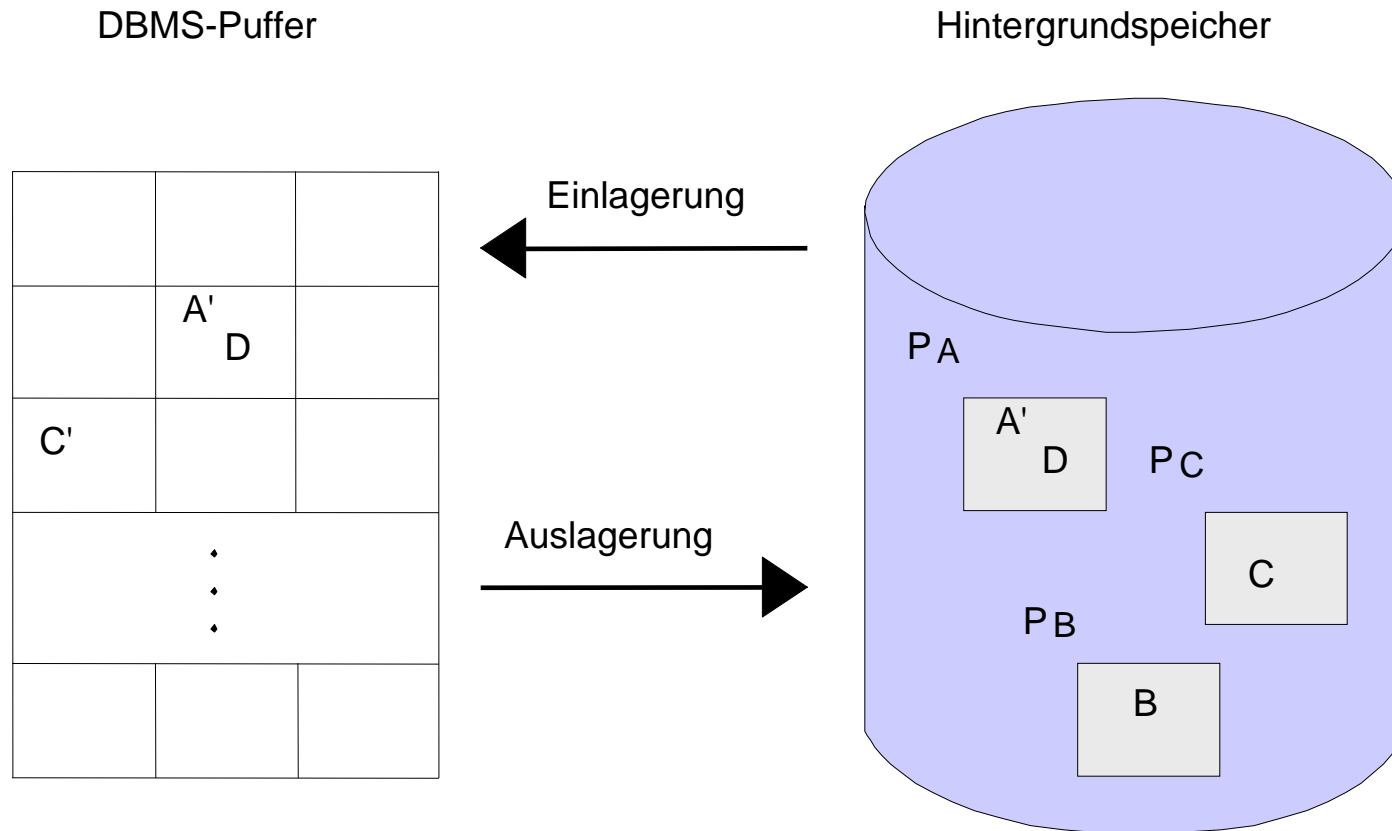 DBMS-Puffer
Hintergrundspeicher
Einlagerung
A'
D
C'
Auslagerung
PA
A'
D
PC
C
PB
B